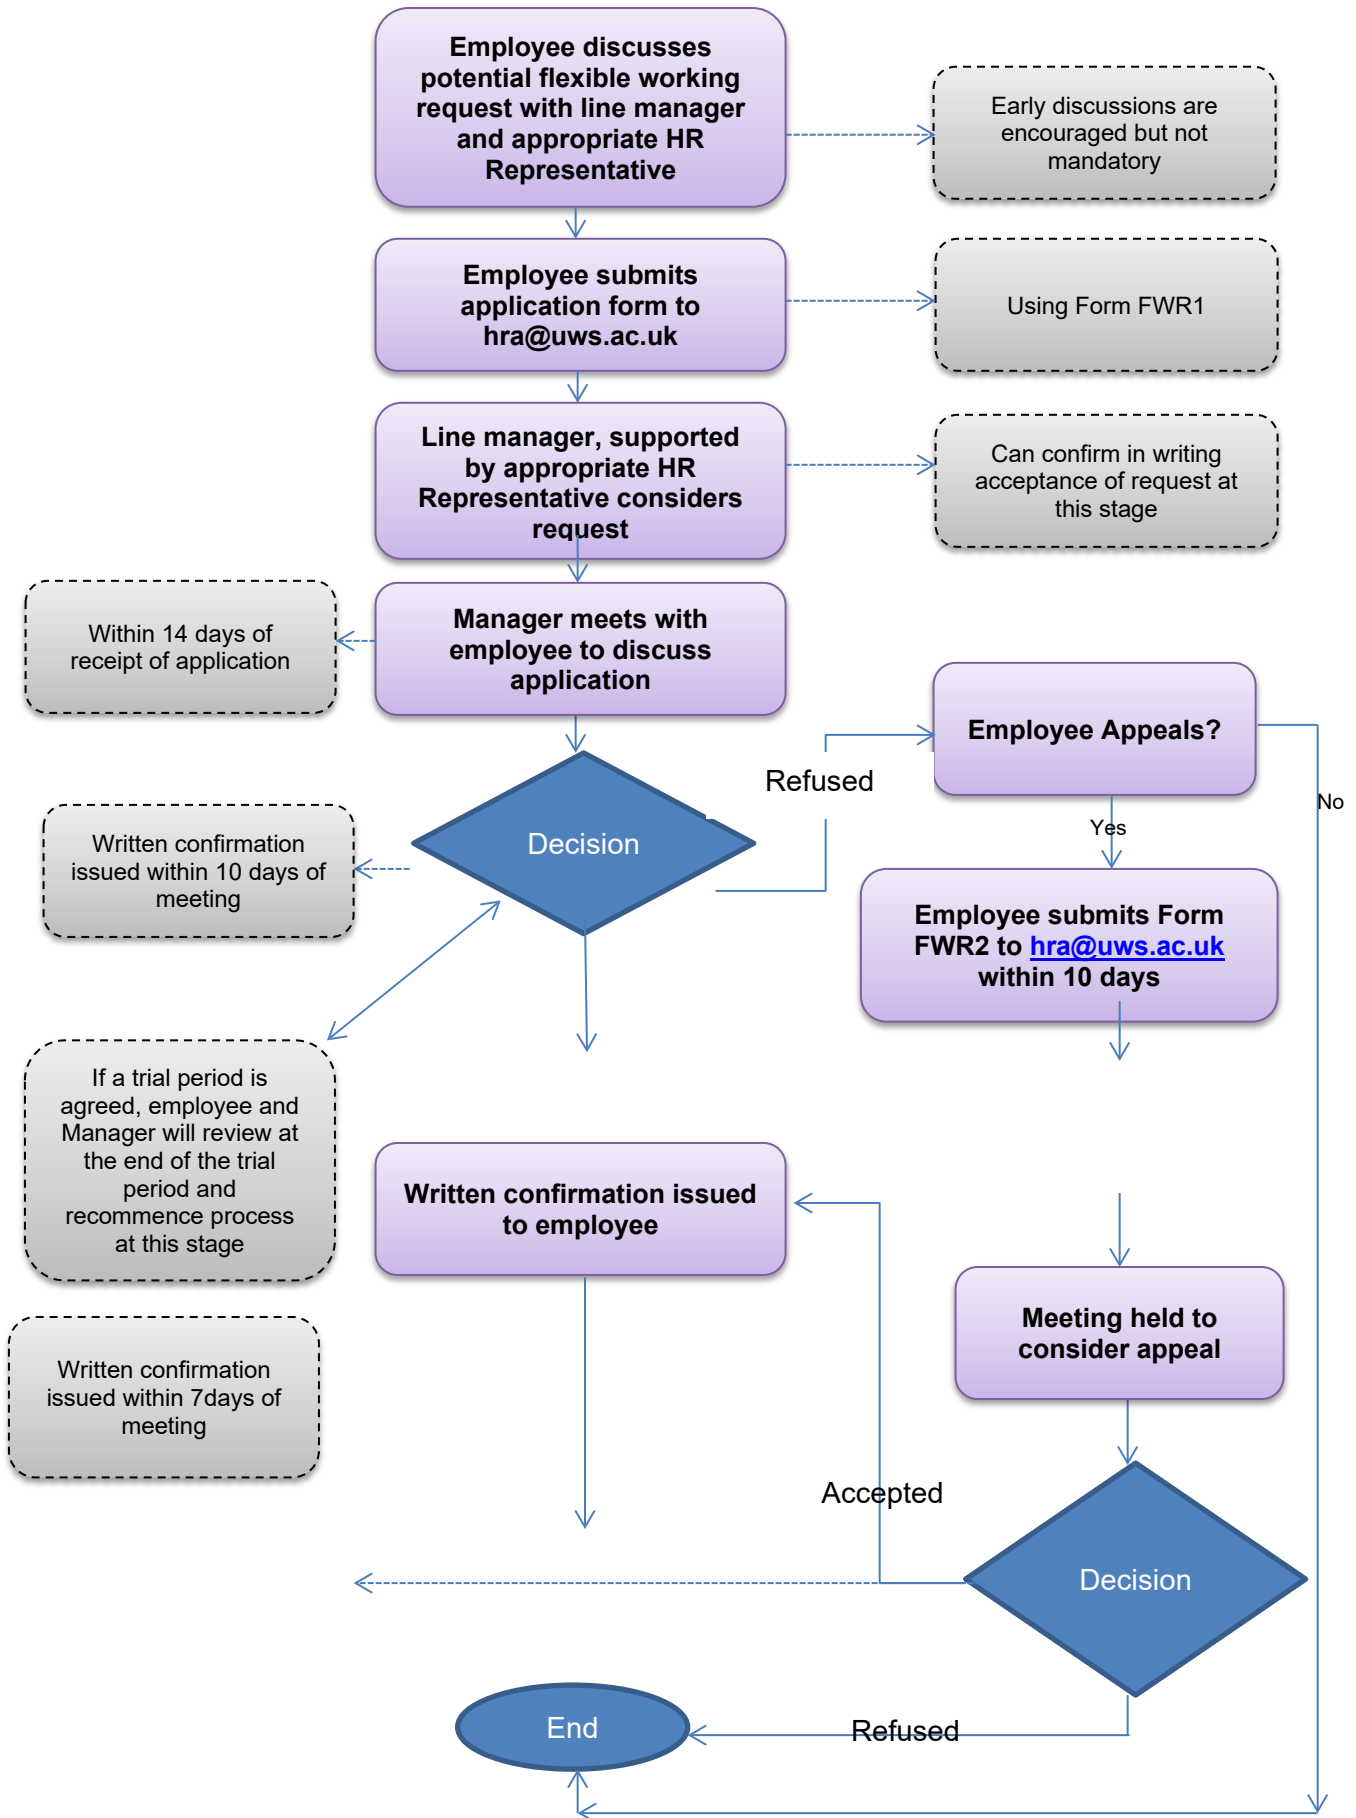 Employee discusses
potential flexible working
request with line manager
and appropriate HR
Representative
Early discussions are
encouraged but not
mandatory
Employee submits
application form to
hra@uws.ac.uk
Using Form FWR1
Line manager, supported
by appropriate HR
Representative considers
request
Can confirm in writing
acceptance of request at
this stage
Manager meets with
employee to discuss
application
Within 14 days of
receipt of application
Employee Appeals?
Refused
No
Yes
Decision
Written confirmation
issued within 10 days of
meeting
Employee submits Form
FWR2 to hra@uws.ac.uk
within 10 days
If a trial period is
agreed, employee and
Manager will review at
the end of the trial
period and
recommence process
at this stage
Written confirmation issued
to employee
Meeting held to
consider appeal
Written confirmation
issued within 7days of
meeting
Accepted
Decision
End
Refused